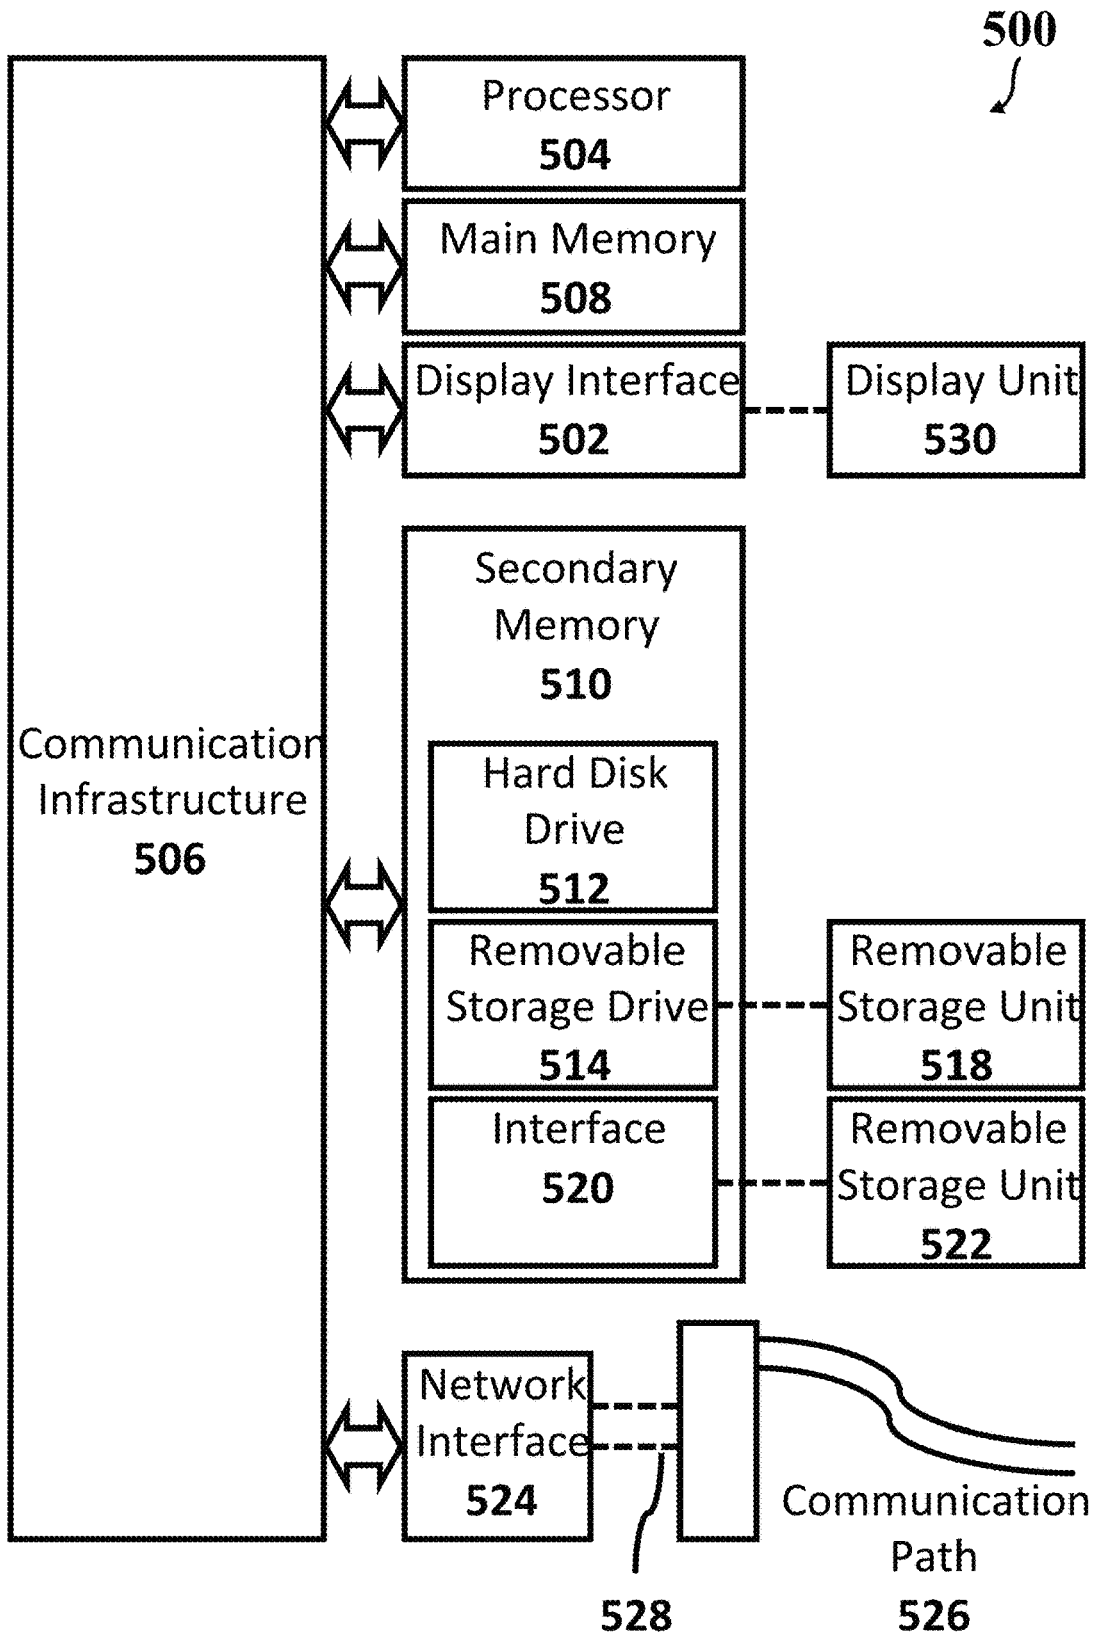 500
Processor
504
Main Memory
508
Display Interface
502
Display Unit
530
Secondary
Memory
510
Communication
Infrastructure
506
Hard Disk
Drive
512
Removable
Storage Drive
514
Removable
Storage Unit
518
Interface
520
Removable
Storage Unit
522
Network
Interface
524
528
Communication
Path
526